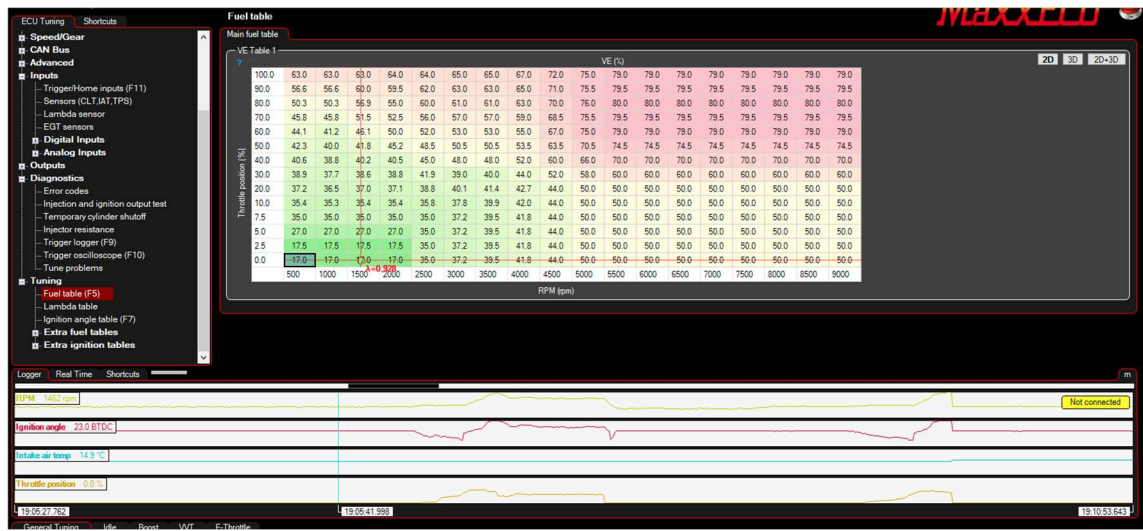 MaxxECU
ECU Tuning Shortcuts
Speed/Gear
CAN Bus
Advanced
Inputs
Trigger/Home inputs (F11)
Sensors (CLT,IAT,TPS)
Lambda sensor
EGT sensors
Digital Inputs
Analog Inputs
Outputs
Diagnostics
Error codes
Injection and ignition output test
Temporary cylinder shutoff
Injector resistance
Trigger logger (F9)
Trigger oscilloscope (F10)
Tune problems
Tuning
Fuel table (F5)
Lambda table
Ignition angle table (F7)
Extra fuel tables
Extra ignition tables
Fuel table
Main fuel table
VE Table 1
? VE (%) 2D 3D 2D+3D
Throttle position [%]
100.0 63.0 63.0 63.0 64.0 64.0 65.0 65.0 67.0 72.0 75.0 79.0 79.0 79.0 79.0 79.0 79.0 79.0 79.0
90.0 56.6 56.6 60.0 59.5 62.0 63.0 63.0 65.0 71.0 75.5 79.5 79.5 79.5 79.5 79.5 79.5 79.5 79.5
80.0 50.3 50.3 56.9 55.0 60.0 61.0 61.0 63.0 70.0 76.0 80.0 80.0 80.0 80.0 80.0 80.0 80.0 80.0
70.0 45.8 45.8 51.5 52.5 56.0 57.0 57.0 59.0 68.5 75.5 79.5 79.5 79.5 79.5 79.5 79.5 79.5 79.5
60.0 44.1 41.2 46.1 50.0 52.0 53.0 53.0 55.0 67.0 75.0 79.0 79.0 79.0 79.0 79.0 79.0 79.0 79.0
50.0 42.3 40.0 41.8 45.2 48.5 50.5 50.5 53.5 63.5 70.5 74.5 74.5 74.5 74.5 74.5 74.5 74.5 74.5
40.0 40.6 38.8 40.2 40.5 45.0 48.0 48.0 52.0 60.0 66.0 70.0 70.0 70.0 70.0 70.0 70.0 70.0 70.0
30.0 38.9 37.7 38.6 38.8 41.9 39.0 40.0 44.0 52.0 58.0 60.0 60.0 60.0 60.0 60.0 60.0 60.0 60.0
20.0 37.2 36.5 37.0 37.1 38.8 40.1 41.4 42.7 44.0 50.0 50.0 50.0 50.0 50.0 50.0 50.0 50.0 50.0
10.0 35.4 35.3 35.4 35.4 35.8 37.8 39.9 42.0 44.0 50.0 50.0 50.0 50.0 50.0 50.0 50.0 50.0 50.0
7.5 35.0 35.0 35.0 35.0 35.0 37.2 39.5 41.8 44.0 50.0 50.0 50.0 50.0 50.0 50.0 50.0 50.0 50.0
5.0 27.0 27.0 27.0 27.0 35.0 37.2 39.5 41.8 44.0 50.0 50.0 50.0 50.0 50.0 50.0 50.0 50.0 50.0
2.5 17.5 17.5 17.5 17.5 35.0 37.2 39.5 41.8 44.0 50.0 50.0 50.0 50.0 50.0 50.0 50.0 50.0 50.0
0.0 17.0 17.0 17.0 17.0 35.0 37.2 39.5 41.8 44.0 50.0 50.0 50.0 50.0 50.0 50.0 50.0 50.0 50.0
λ=0.928
500 1000 1500 2000 2500 3000 3500 4000 4500 5000 5500 6000 6500 7000 7500 8000 8500 9000
RPM (rpm)
Logger Real Time Shortcuts m
RPM 1462 rpm Not connected
Ignition angle 23.0 BTDC
Intake air temp 14.9 °C
Throttle position 0.0 %
19:05:27.762 19:05:41.998 19:10:53.643
General Tuning Idle Boost VVT E-Throttle